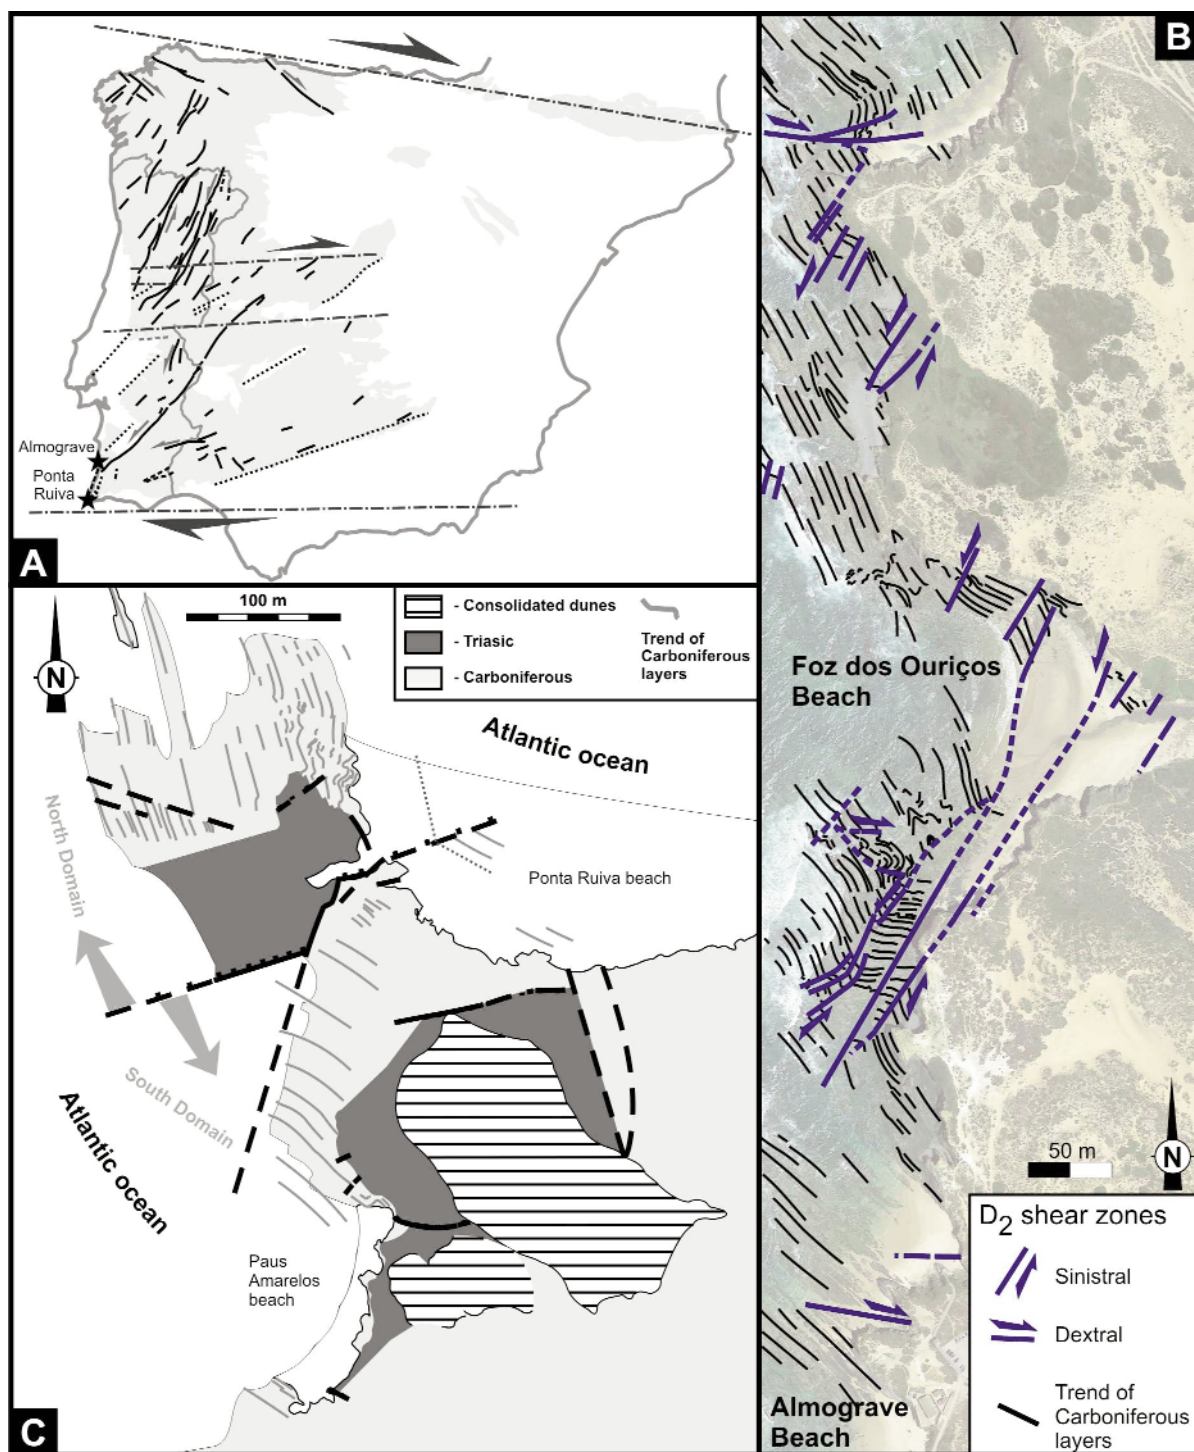 Almograve
Ponta
Ruiva
A
B
Foz dos Ouriços
Beach
50 m
N
D2 shear zones
Sinistral
Dextral
Trend of
Carboniferous
layers
Almograve
Beach
100 m
N
- Consolidated dunes
- Triasic
- Carboniferous
Trend of
Carboniferous
layers
Atlantic ocean
North Domain
Ponta Ruiva beach
South Domain
Atlantic ocean
Paus
Amarelos
beach
C